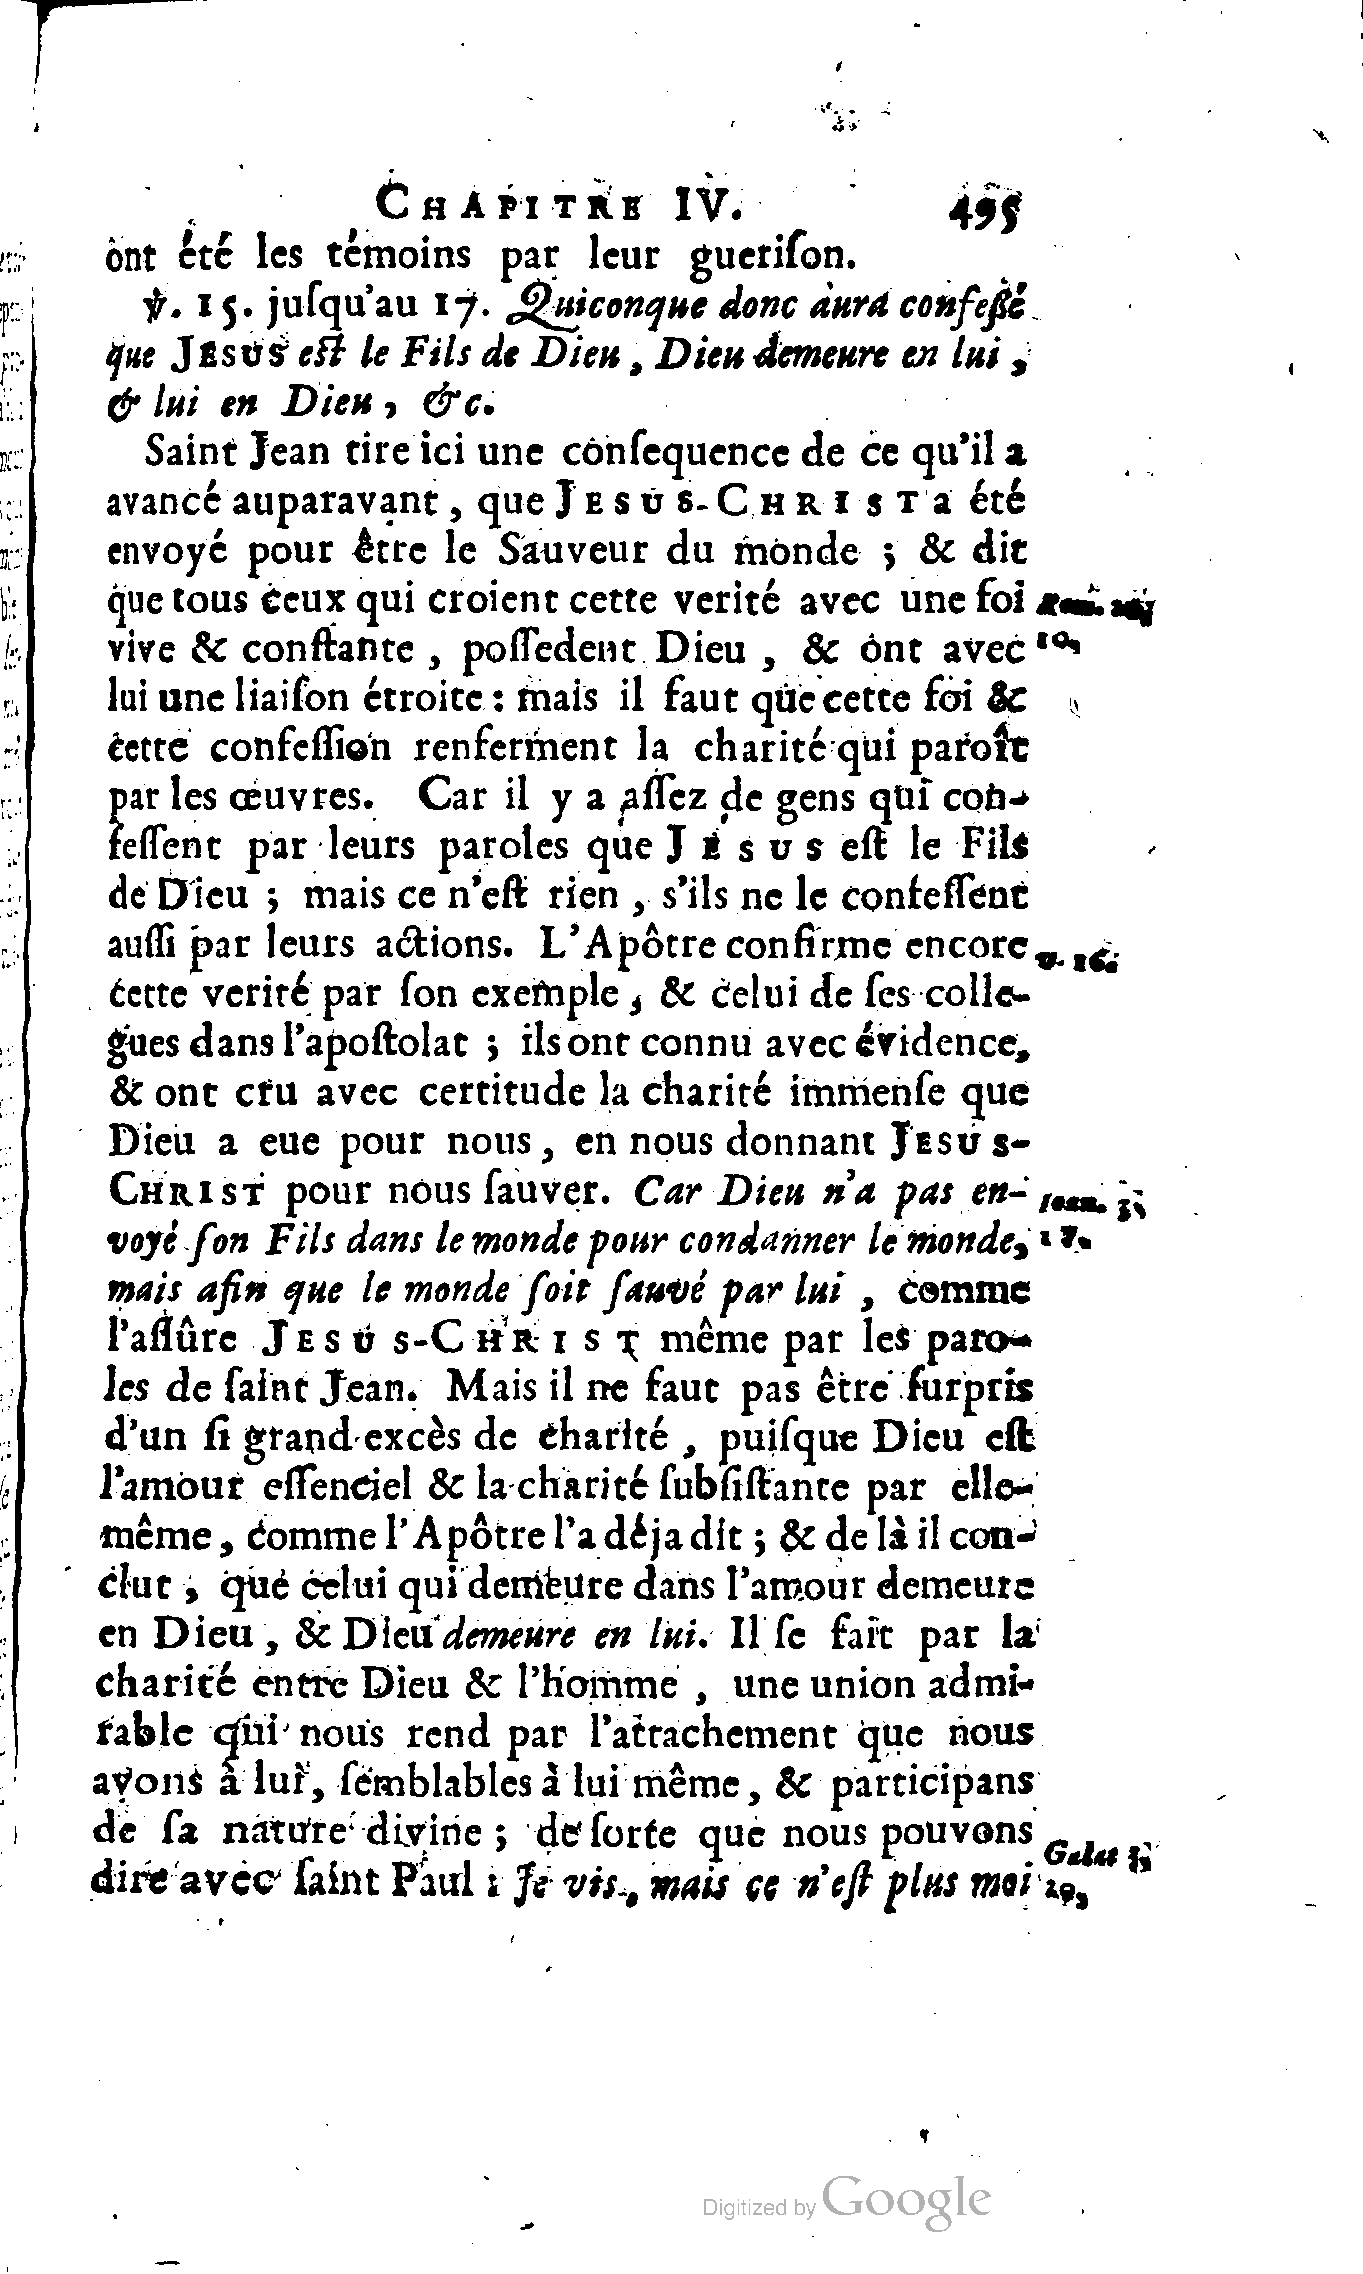 CHAPITRE IV. 495
ont été les témoins par leur gueriſon.
℣. 15. juſqu'au 17. Quiconque donc aura confeßé
que JESUS eſt le Fils de Dieu, Dieu demeure en lui,
& lui en Dieu, &c.
Saint Jean tire ici une conſequence de ce qu'il a
avancé auparavant, que JESUS-CHRIST a été
envoyé pour être le Sauveur du monde ; & dit
que tous ceux qui croient cette verité avec une foi
vive & conſtante, poſſedent Dieu, & ont avec
10,
lui une liaiſon étroite : mais il faut que cette foi &
cette confeſſion renferment la charité qui paroît
par les œuvres. Car il y a aſſez de gens qui con-
feſſent par leurs paroles que JESUS eſt le Fils
de Dieu ; mais ce n'eſt rien, s'ils ne le confeſſent
auſſi par leurs actions. L'Apôtre confirme encore
v. 16.
cette verité par ſon exemple, & celui de ſes colle-
gues dans l'apoſtolat ; ils ont connu avec évidence,
& ont cru avec certitude la charité immenſe que
Dieu a eue pour nous, en nous donnant JESUS-
CHRIST pour nous ſauver. Car Dieu n'a pas en-
Joan. 3.
voyé ſon Fils dans le monde pour condanner le monde,
17.
mais afin que le monde ſoit ſauvé par lui, comme
l'aſſûre JESUS-CHRIST même par les paro-
les de ſaint Jean. Mais il ne faut pas être ſurpris
d'un ſi grand excès de charité, puiſque Dieu eſt
l'amour eſſenciel & la charité ſubſiſtante par elle-
même, comme l'Apôtre l'a déja dit ; & de là il con-
clut, que celui qui demeure dans l'amour demeure
en Dieu, & Dieu demeure en lui. Il ſe fait par la
charité entre Dieu & l'homme, une union admi-
rable qui nous rend par l'attachement que nous
avons à lui, ſemblables à lui même, & participans
de ſa nature divine ; de ſorte que nous pouvons
Galat
dire avec ſaint Paul : Je vis, mais ce n'eſt plus moi
Digitized by Google